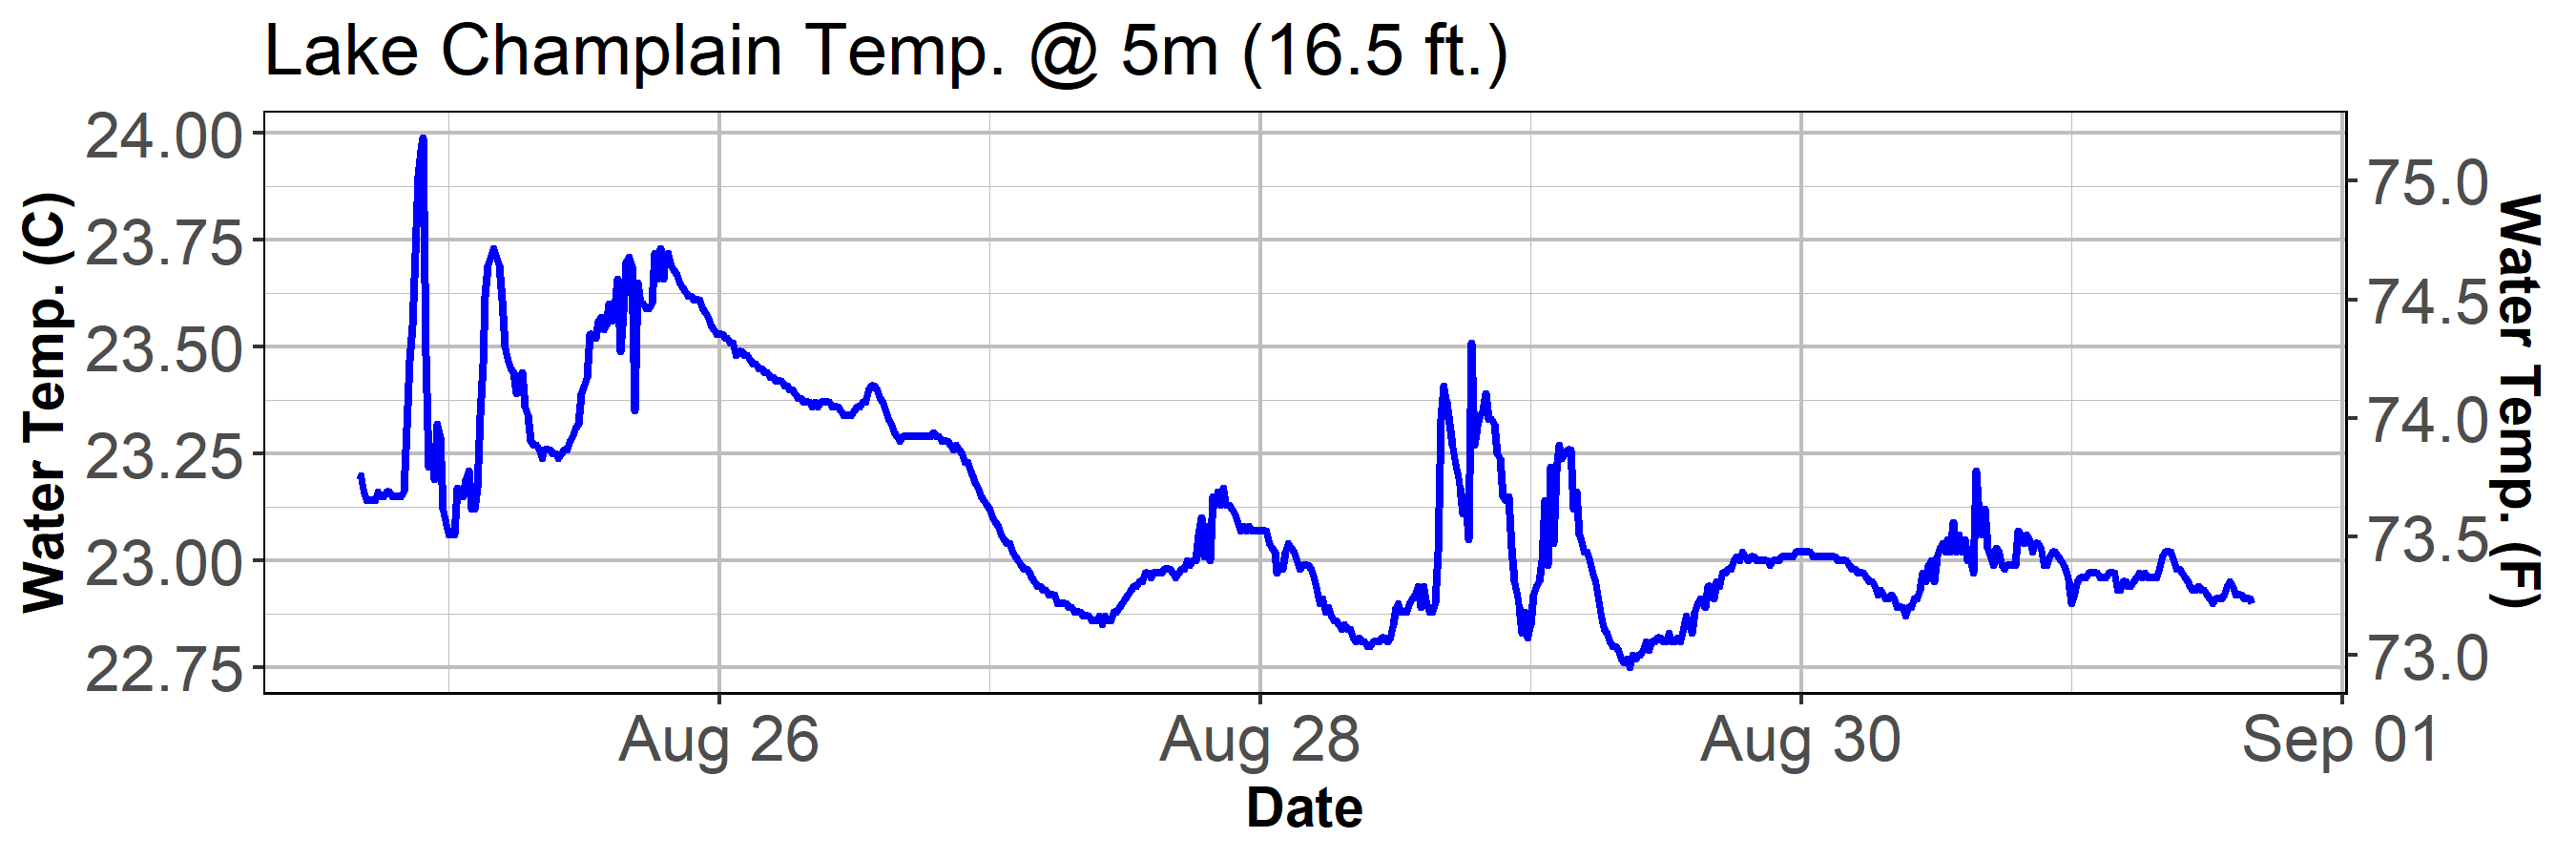 Lake Champlain Temp. @ 5m (16.5 ft.)
Water Temp. (C)
24.00
23.75
23.50
23.25
23.00
22.75
75.0
74.5
74.0
73.5
73.0
Water Temp. (F)
Aug 26
Aug 28
Aug 30
Sep 01
Date